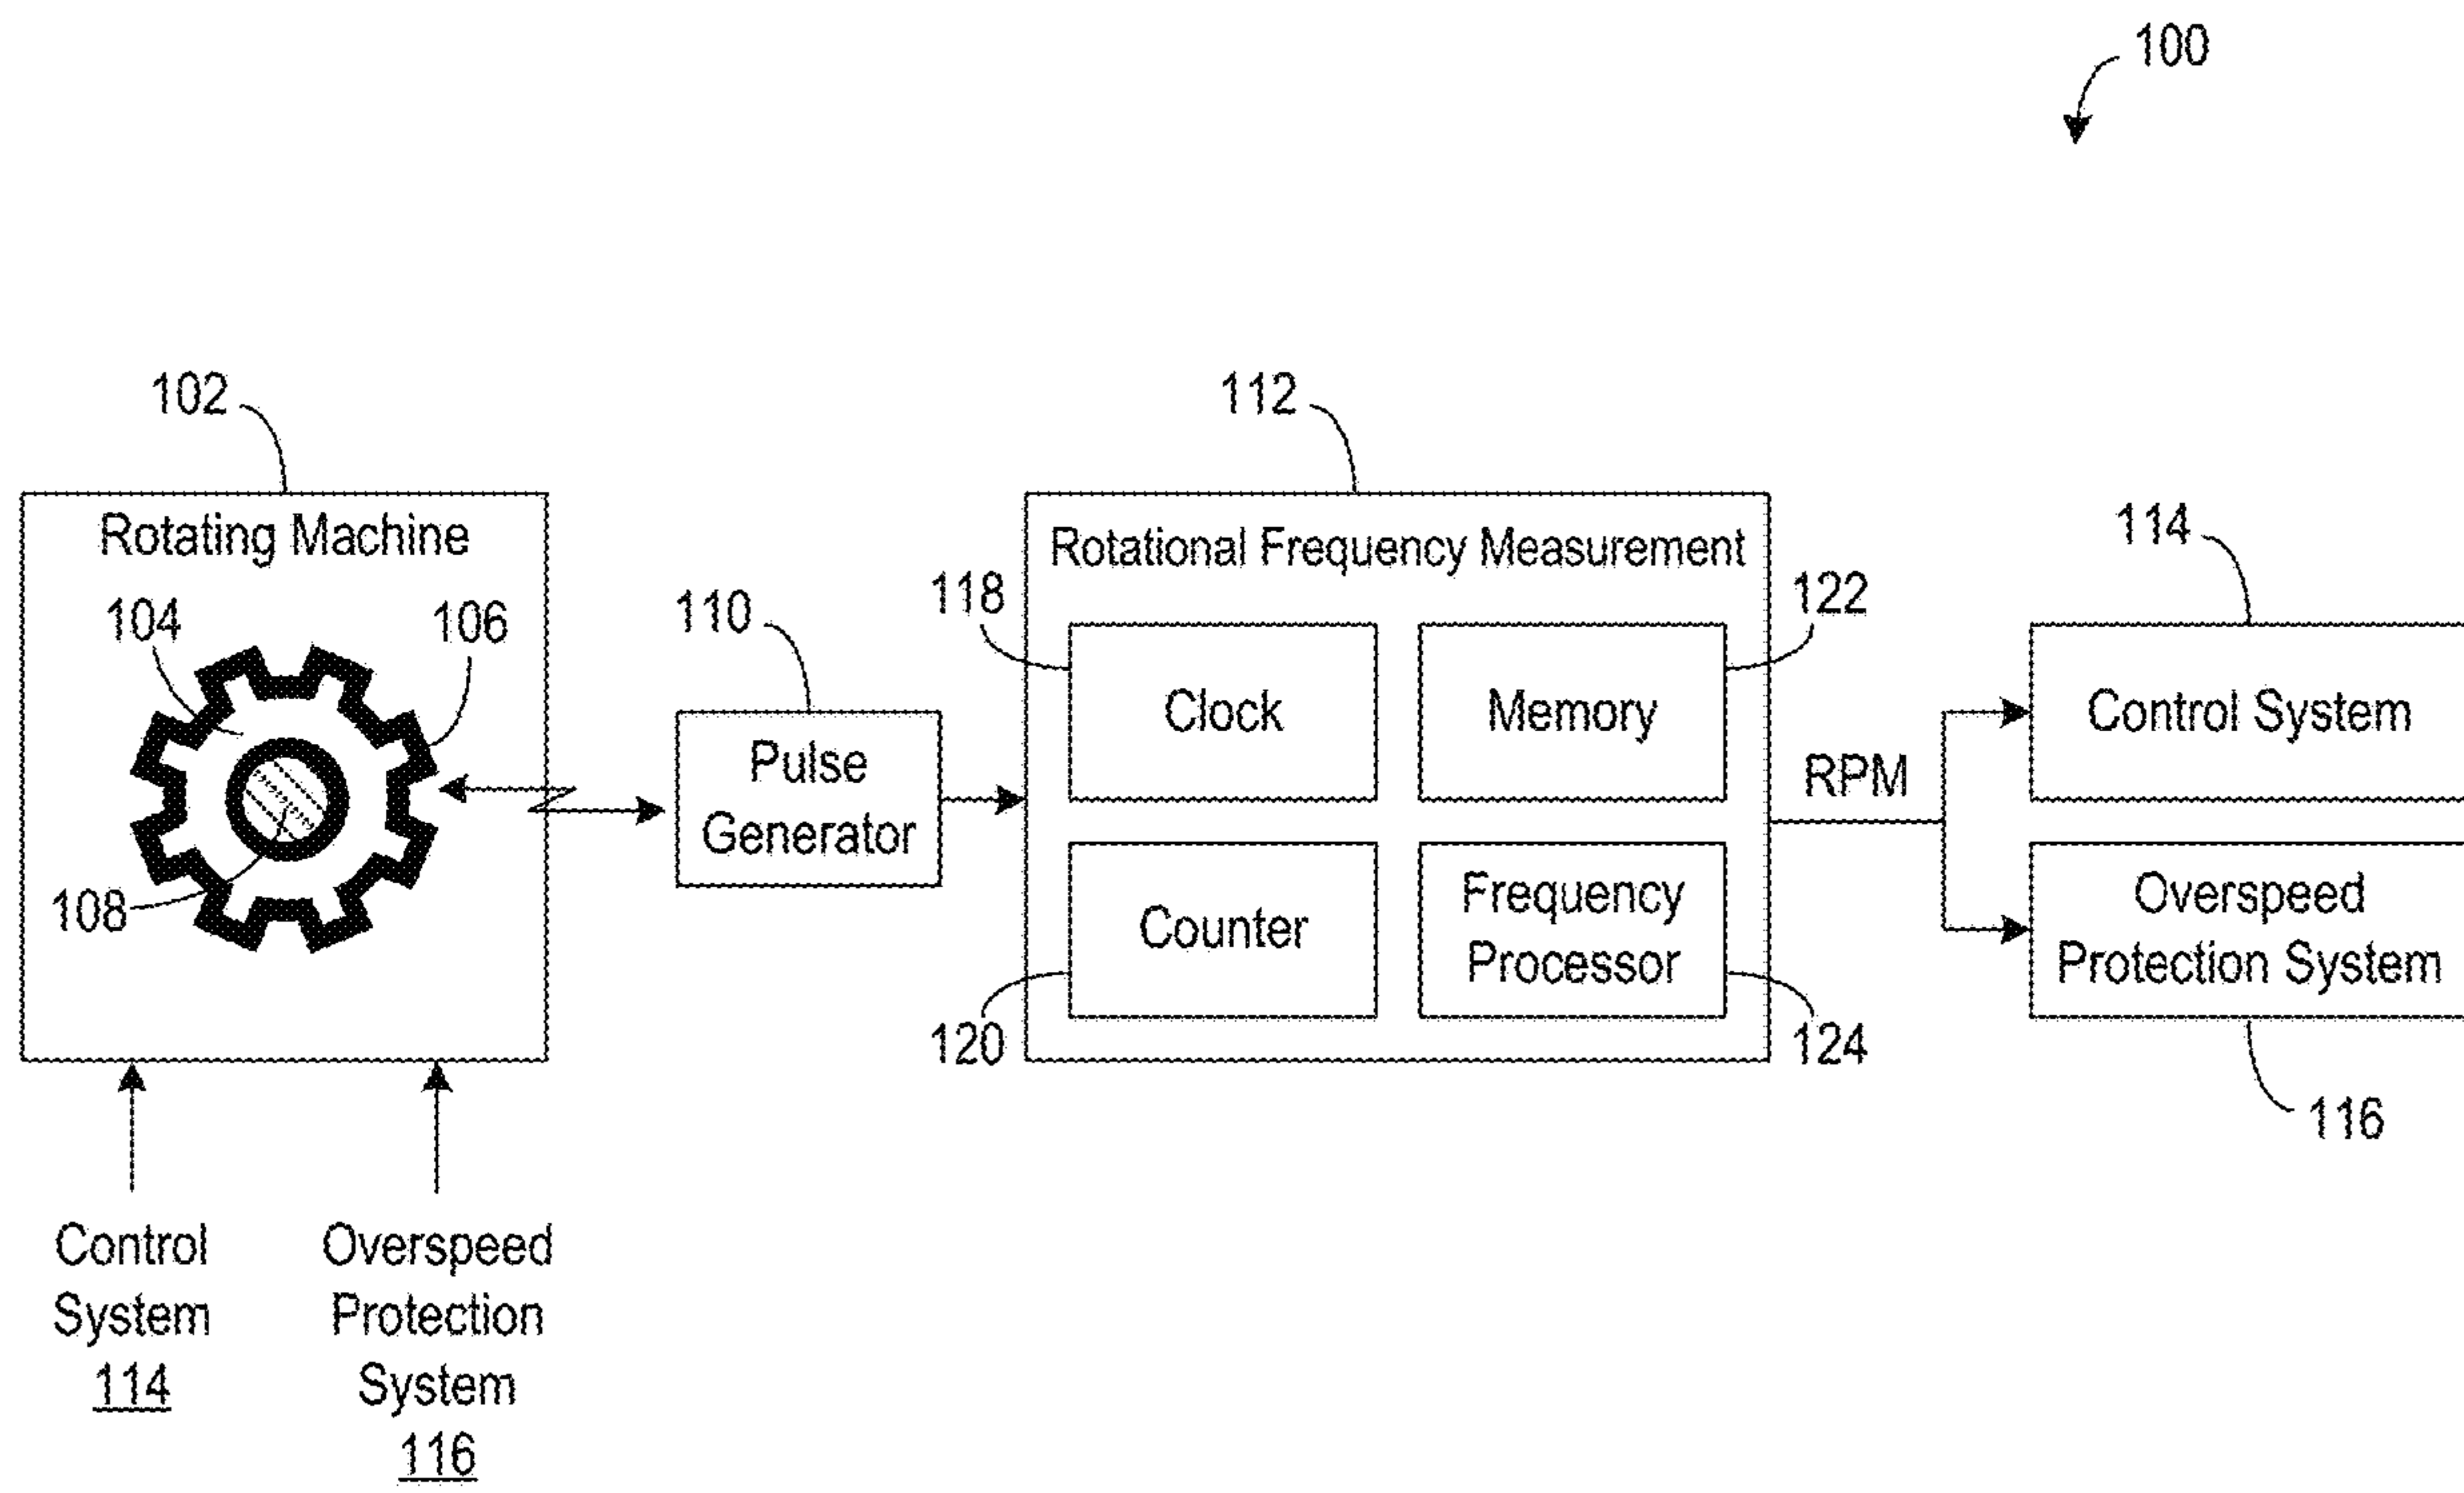 100
102
112
114
Rotating Machine
Rotational Frequency Measurement
104
106
110
118
122
Clock
Memory
Control System
Pulse
Generator
RPM
108
Counter
Frequency
Processor
Overspeed
Protection System
120
124
116
Control
System
114
Overspeed
Protection
System
116